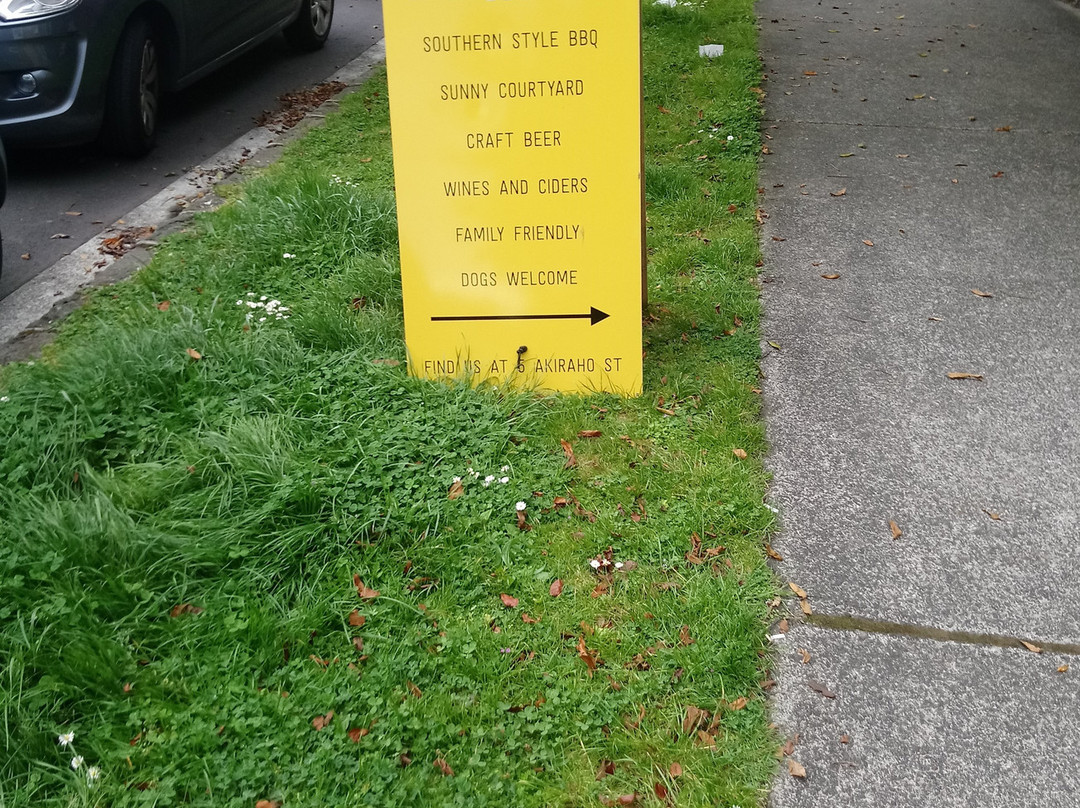 SOUTHERN STYLE BBQ
SUNNY COURTYARD
CRAFT BEER
WINES AND CIDERS
FAMILY FRIENDLY
DOGS WELCOME
FIND US AT 5 AKIRAHO ST